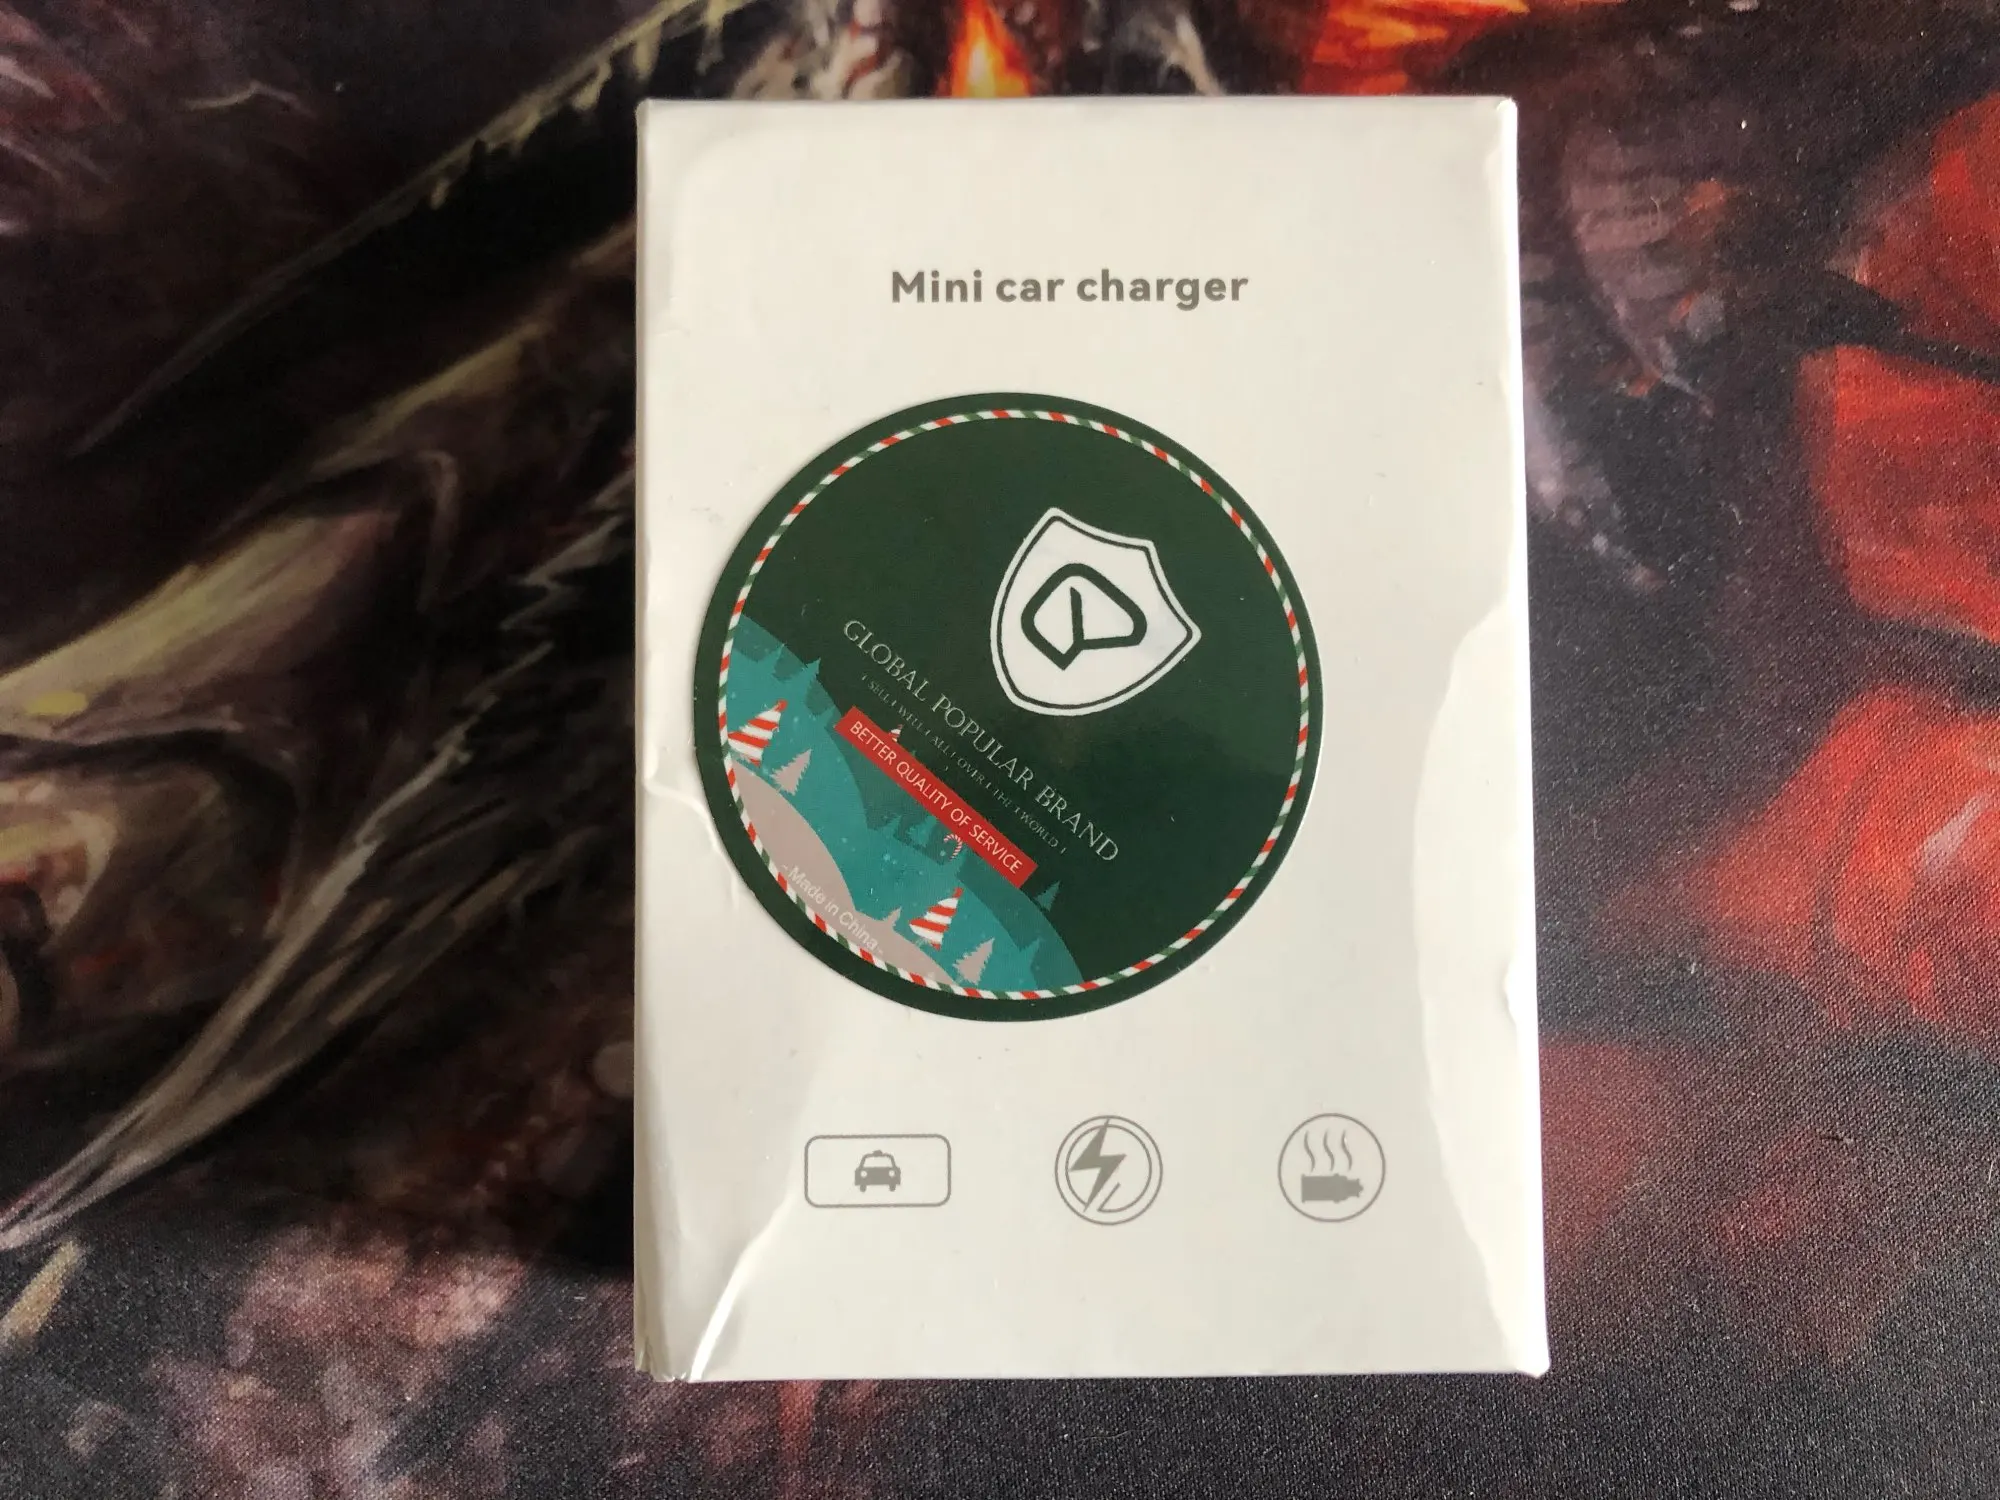 Mini car charger
GLOBAL POPULAR BRAND
I SELL I WELL I ALL I OVER I THE I WORLD I
BETTER QUALITY OF SERVICE
- Made in China -